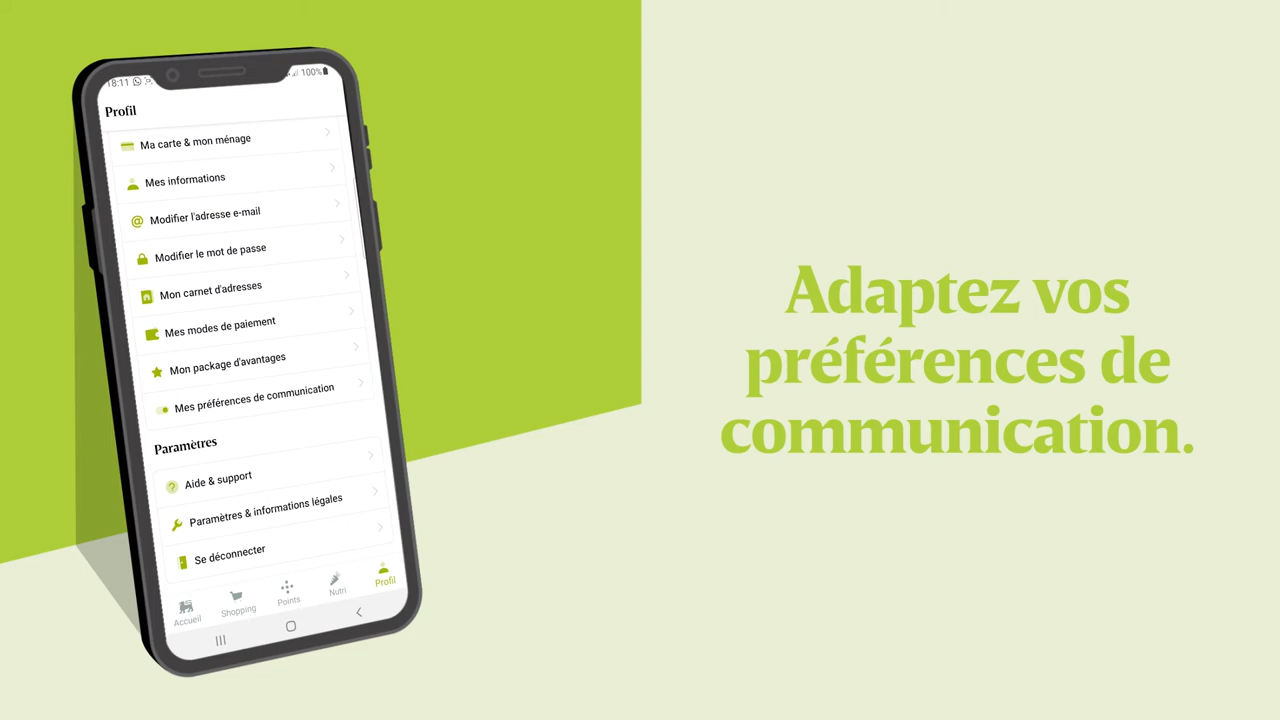 18:11
100%
Profil
Ma carte & mon ménage
Mes informations
Modifier l'adresse e-mail
Modifier le mot de passe
Mon carnet d'adresses
Mes modes de paiement
Mon package d'avantages
Mes préférences de communication
Paramètres
Aide & support
Paramètres & informations légales
Se déconnecter
Accueil
Shopping
Points
Nutri
Profil
Adaptez vos
préférences de
communication.